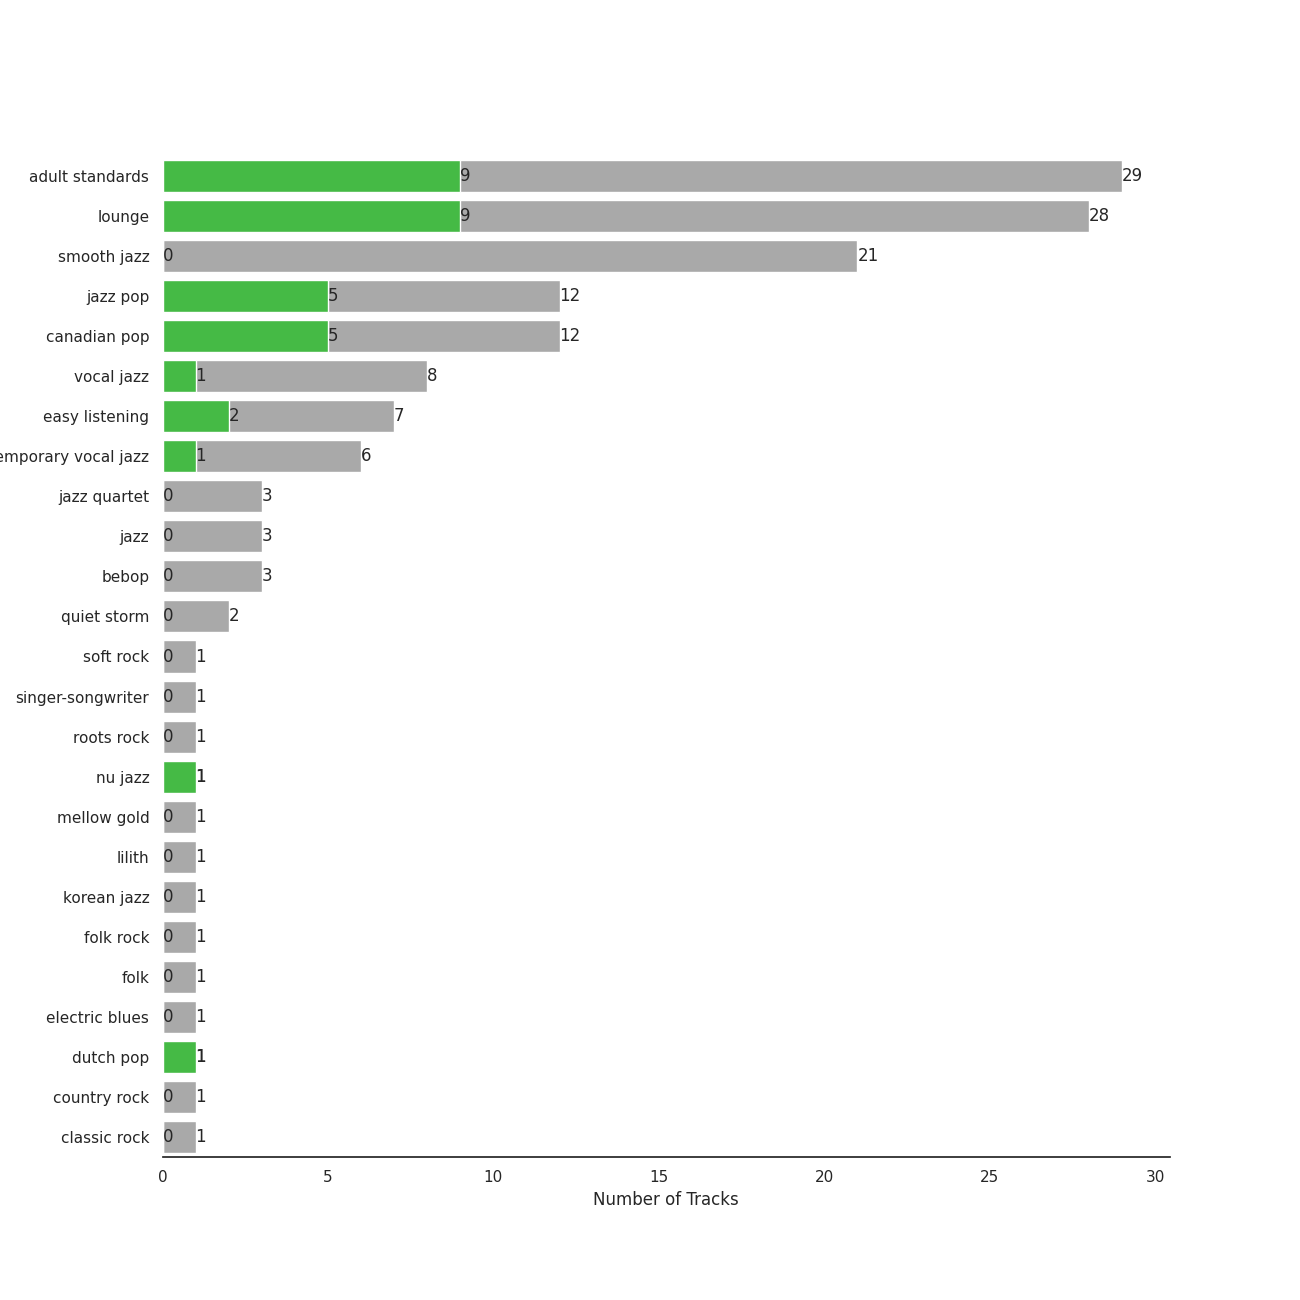 adult standards 9 29
lounge 9 28
smooth jazz 0 21
jazz pop 5 12
canadian pop 5 12
vocal jazz 1 8
easy listening 2 7
emporary vocal jazz 1 6
jazz quartet 0 3
jazz 0 3
bebop 0 3
quiet storm 0 2
soft rock 0 1
singer-songwriter 0 1
roots rock 0 1
nu jazz 1
mellow gold 0 1
lilith 0 1
korean jazz 0 1
folk rock 0 1
folk 0 1
electric blues 0 1
dutch pop 1
country rock 0 1
classic rock 0 1
0 5 10 15 20 25 30
Number of Tracks